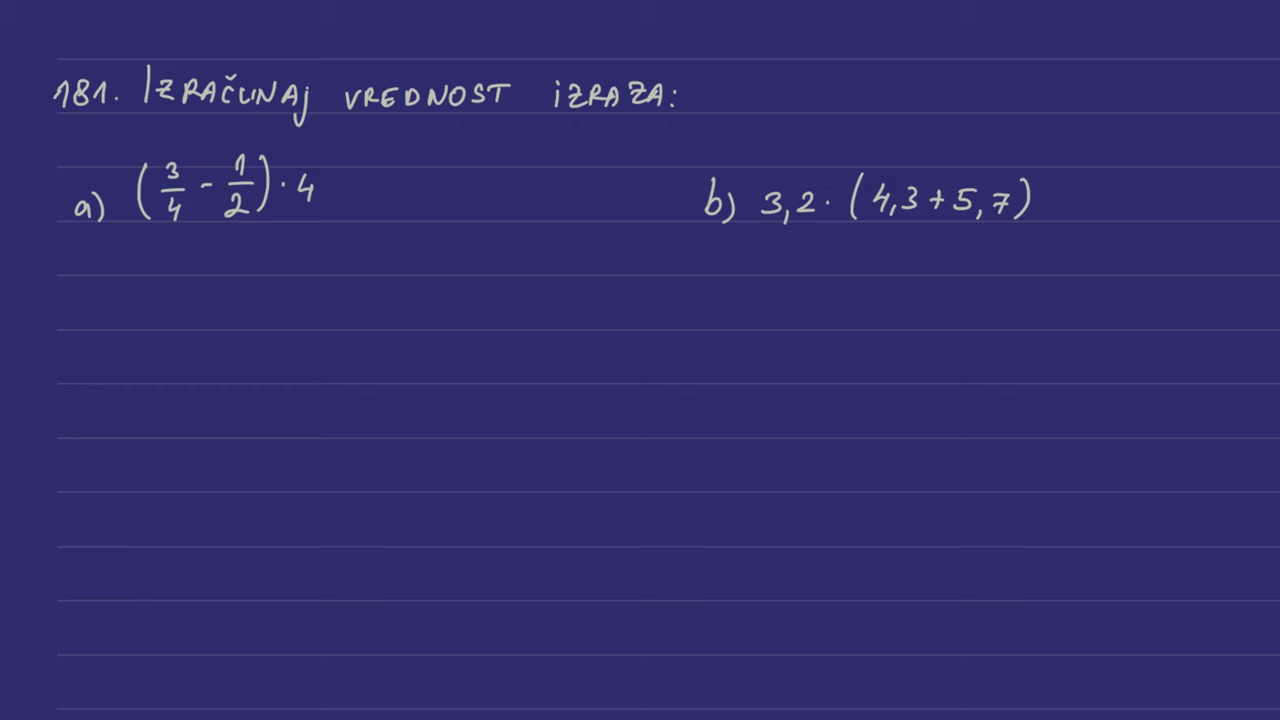 181. IZRAČUNAJ VREDNOST IZRAZA:
a) (3/4 - 1/2) · 4
b) 3,2 · (4,3 + 5,7)